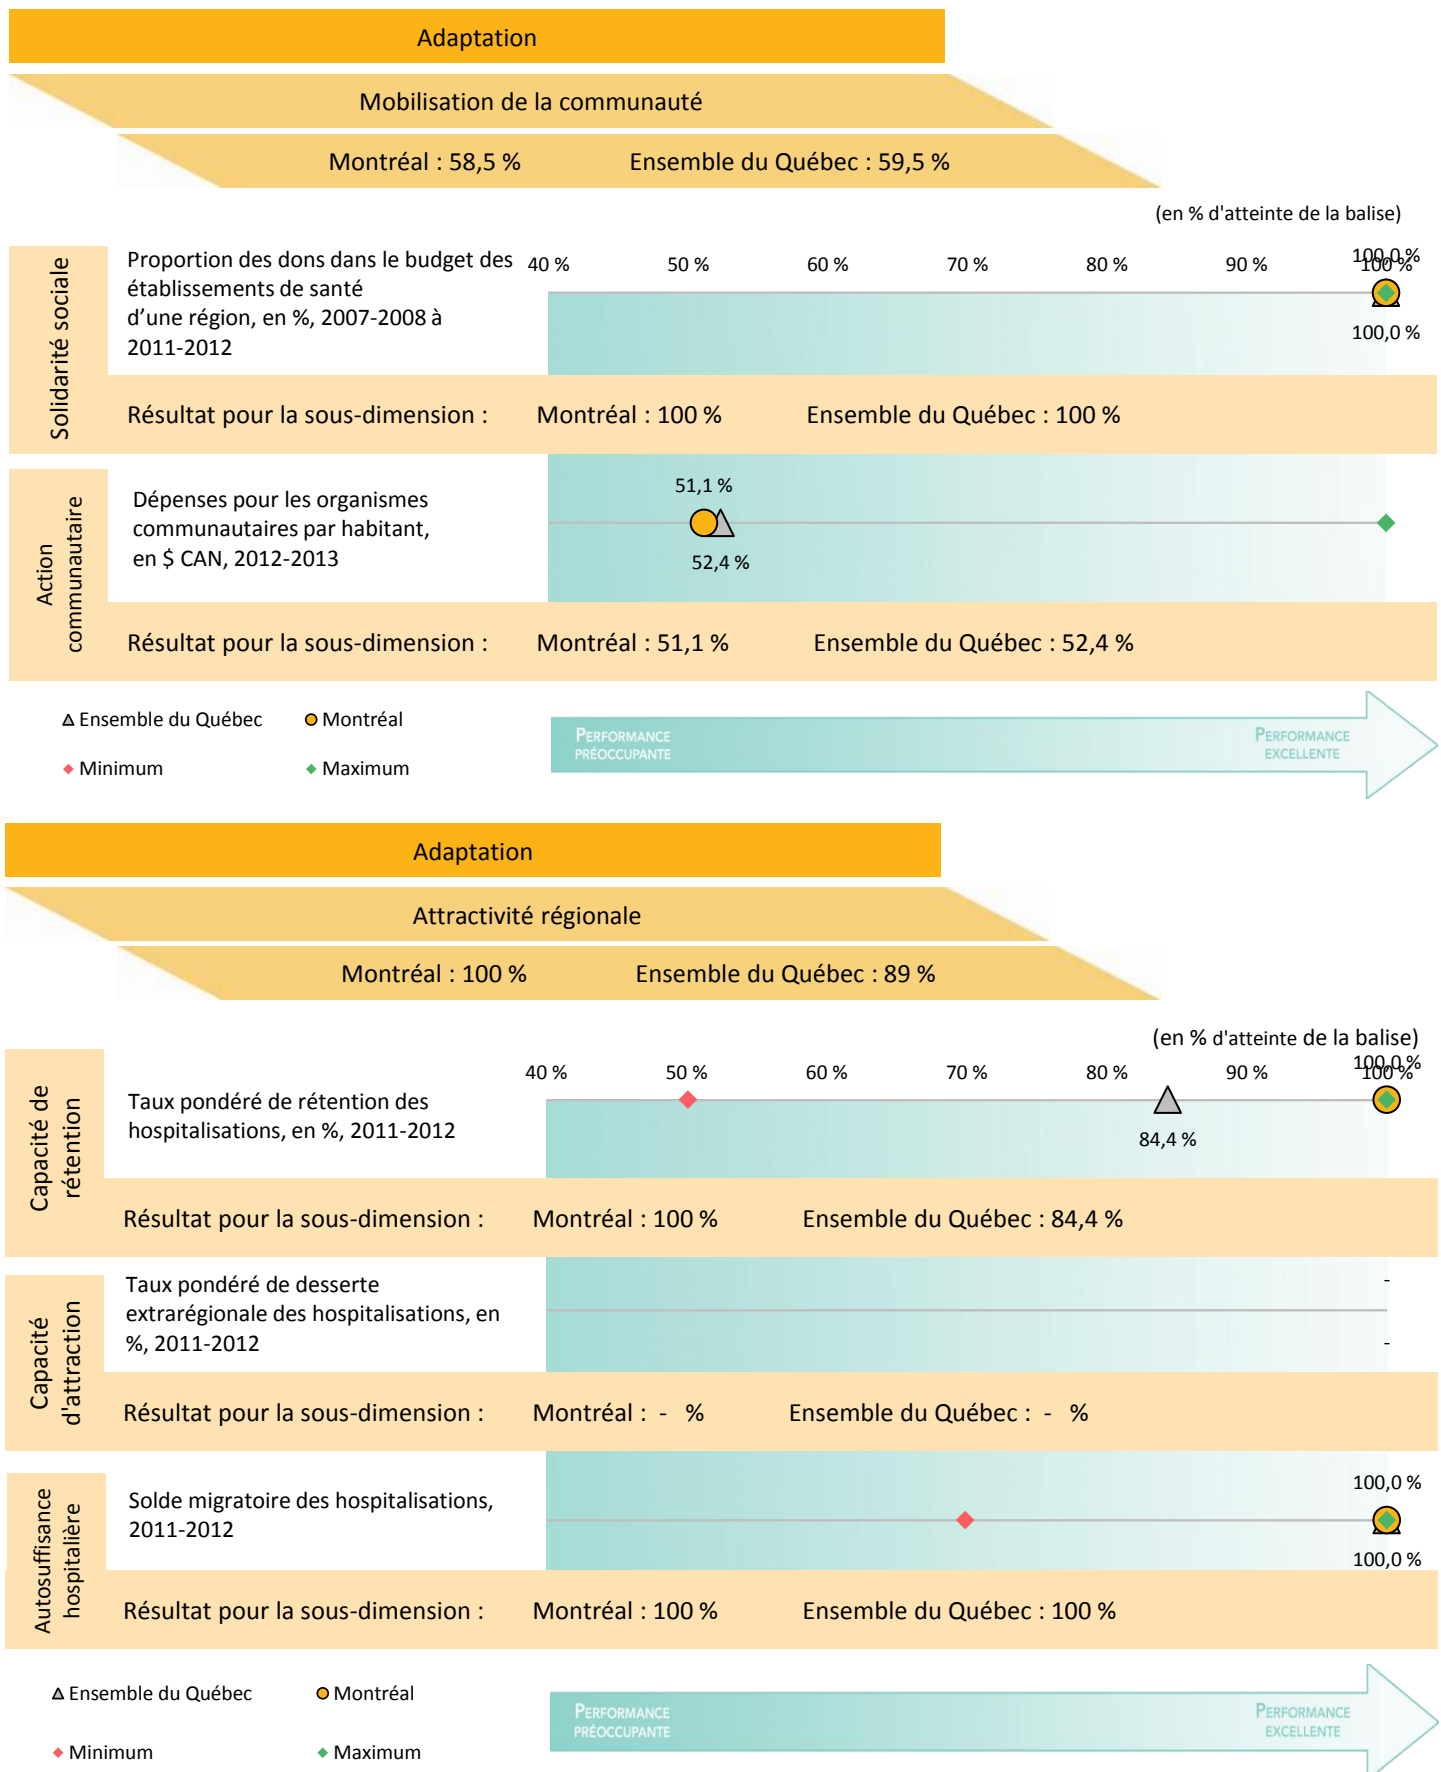 Adaptation
Mobilisation de la communauté
Montréal : 58,5 % Ensemble du Québec : 59,5 %
(en % d'atteinte de la balise)
Solidarité sociale
Proportion des dons dans le budget des
établissements de santé
d’une région, en %, 2007-2008 à
2011-2012
40 % 50 % 60 % 70 % 80 % 90 % 100 %
100,0 %
100,0 %
Résultat pour la sous-dimension : Montréal : 100 % Ensemble du Québec : 100 %
Action
communautaire
Dépenses pour les organismes
communautaires par habitant,
en $ CAN, 2012-2013
51,1 %
52,4 %
Résultat pour la sous-dimension : Montréal : 51,1 % Ensemble du Québec : 52,4 %
Ensemble du Québec Montréal
Minimum Maximum
PERFORMANCE
PRÉOCCUPANTE
PERFORMANCE
EXCELLENTE
Adaptation
Attractivité régionale
Montréal : 100 % Ensemble du Québec : 89 %
(en % d'atteinte de la balise)
Capacité de
rétention
Taux pondéré de rétention des
hospitalisations, en %, 2011-2012
40 % 50 % 60 % 70 % 80 % 90 % 100 %
100,0 %
84,4 %
Résultat pour la sous-dimension : Montréal : 100 % Ensemble du Québec : 84,4 %
Capacité
d'attraction
Taux pondéré de desserte
extrarégionale des hospitalisations, en
%, 2011-2012
-
-
Résultat pour la sous-dimension : Montréal : - % Ensemble du Québec : - %
Autosuffisance
hospitalière
Solde migratoire des hospitalisations,
2011-2012
100,0 %
100,0 %
Résultat pour la sous-dimension : Montréal : 100 % Ensemble du Québec : 100 %
Ensemble du Québec Montréal
Minimum Maximum
PERFORMANCE
PRÉOCCUPANTE
PERFORMANCE
EXCELLENTE